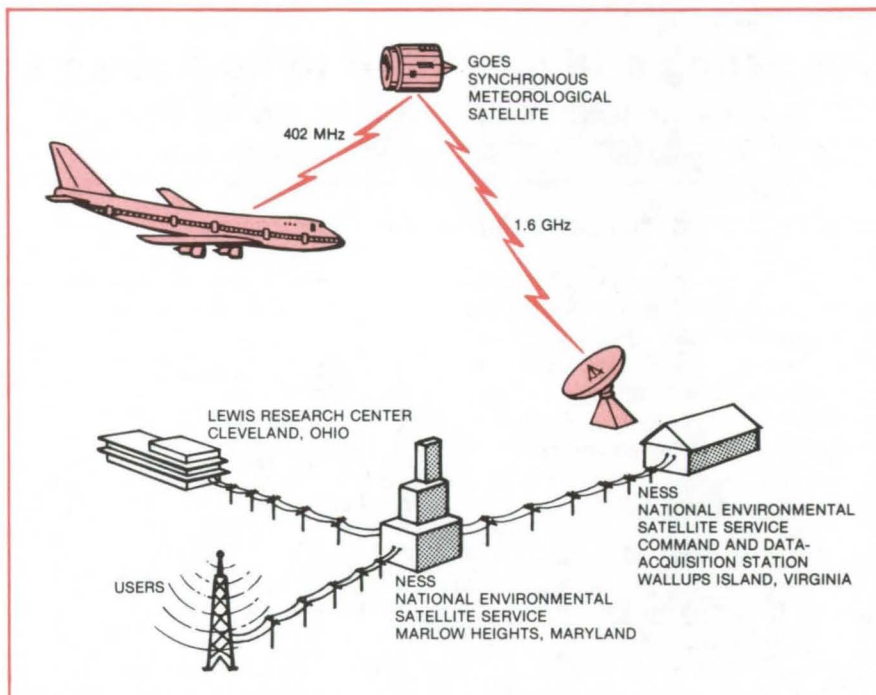 GOES
SYNCHRONOUS
METEOROLOGICAL
SATELLITE
402 MHz
1.6 GHz
LEWIS RESEARCH CENTER
CLEVELAND, OHIO
NESS
NATIONAL ENVIRONMENTAL
SATELLITE SERVICE
COMMAND AND DATA-
ACQUISITION STATION
WALLUPS ISLAND, VIRGINIA
USERS
NESS
NATIONAL ENVIRONMENTAL
SATELLITE SERVICE
MARLOW HEIGHTS, MARYLAND